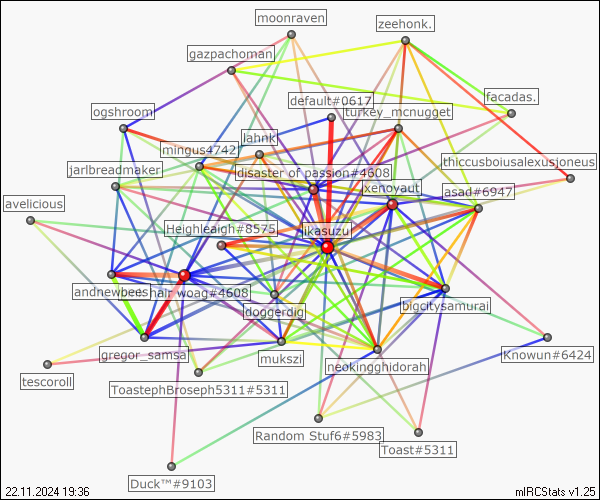 moonraven
zeehonk.
gazpachoman
default#0617
facadas.
ogshroom
turkey_mcnugget
lahnk
mingus4742
thiccusboiusalexusjoneus
jarlbreadmaker
disaster of passion#4608
xenoyaut
asad#6947
avelicious
Heighleaigh#8575
ikasuzu
andnewbees
hair woag#4608
doggerdig
bigcitysamurai
gregor_samsa
mukszi
neokingghidorah
Knowun#6424
tescoroll
ToastephBroseph5311#5311
Random Stuf6#5983
Toast#5311
Duck™#9103
22.11.2024 19:36
mIRCStats v1.25